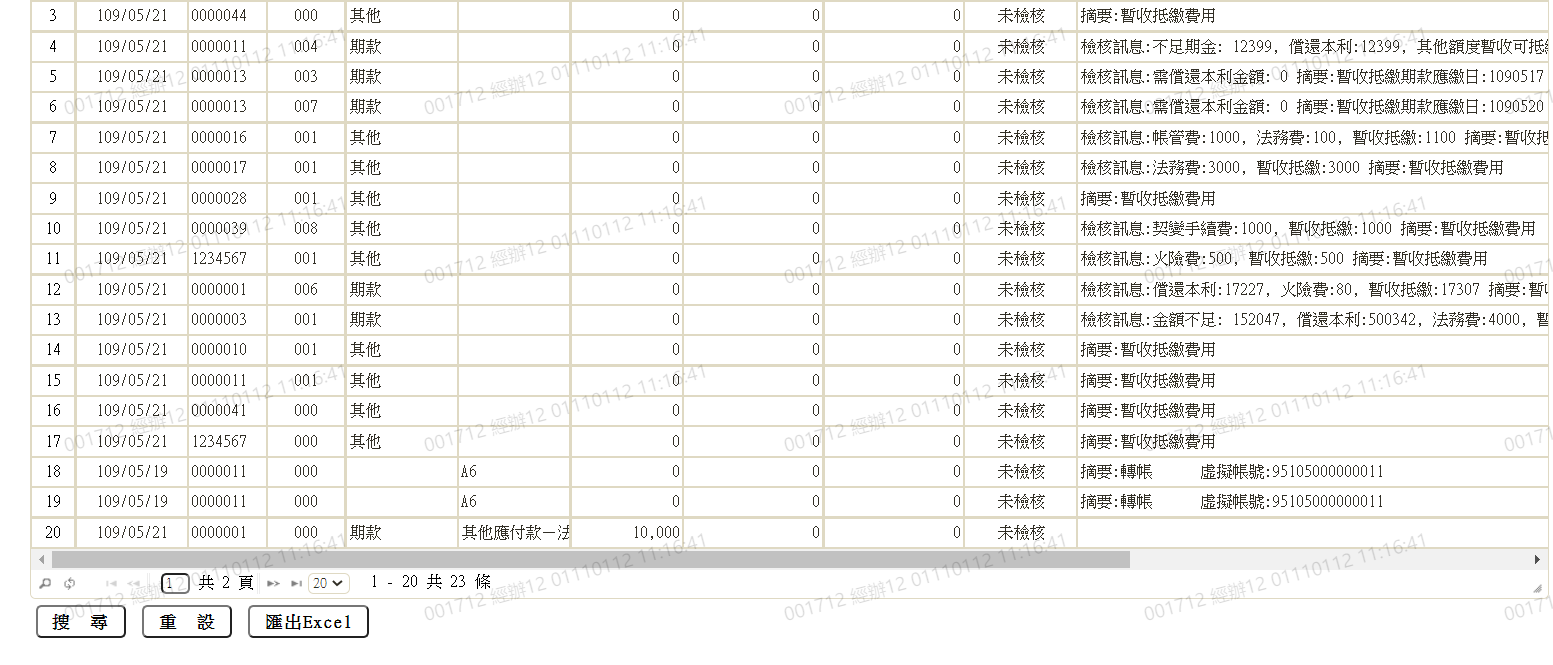 3 109/05/21 0000044 000 其他 0 0 0 未檢核 摘要:暫收抵繳費用
4 109/05/21 0000011 004 期款 0 0 0 未檢核 檢核訊息:不足期金: 12399, 償還本利:12399, 其他額度暫收可抵繳
5 109/05/21 0000013 003 期款 0 0 0 未檢核 檢核訊息:需償還本利金額: 0 摘要:暫收抵繳期款應繳日:1090517
6 109/05/21 0000013 007 期款 0 0 0 未檢核 檢核訊息:需償還本利金額: 0 摘要:暫收抵繳期款應繳日:1090520
7 109/05/21 0000016 001 其他 0 0 0 未檢核 檢核訊息:帳管費:1000, 法務費:100, 暫收抵繳:1100 摘要:暫收抵
8 109/05/21 0000017 001 其他 0 0 0 未檢核 檢核訊息:法務費:3000, 暫收抵繳:3000 摘要:暫收抵繳費用
9 109/05/21 0000028 001 其他 0 0 0 未檢核 摘要:暫收抵繳費用
10 109/05/21 0000039 008 其他 0 0 0 未檢核 檢核訊息:契變手續費:1000, 暫收抵繳:1000 摘要:暫收抵繳費用
11 109/05/21 1234567 001 其他 0 0 0 未檢核 檢核訊息:火險費:500, 暫收抵繳:500 摘要:暫收抵繳費用
12 109/05/21 0000001 006 期款 0 0 0 未檢核 檢核訊息:償還本利:17227, 火險費:80, 暫收抵繳:17307 摘要:暫
13 109/05/21 0000003 001 期款 0 0 0 未檢核 檢核訊息:金額不足: 152047, 償還本利:500342, 法務費:4000, 暫
14 109/05/21 0000010 001 其他 0 0 0 未檢核 摘要:暫收抵繳費用
15 109/05/21 0000011 001 其他 0 0 0 未檢核 摘要:暫收抵繳費用
16 109/05/21 0000041 000 其他 0 0 0 未檢核 摘要:暫收抵繳費用
17 109/05/21 1234567 000 其他 0 0 0 未檢核 摘要:暫收抵繳費用
18 109/05/19 0000011 000 A6 0 0 0 未檢核 摘要:轉帳 虛擬帳號:95105000000011
19 109/05/19 0000011 000 A6 0 0 0 未檢核 摘要:轉帳 虛擬帳號:95105000000011
20 109/05/21 0000001 000 期款 其他應付款－法 10,000 0 0 未檢核
1 共 2 頁 20 1 - 20 共 23 條
搜 尋 重 設 匯出Excel
001712 經辦12 01110112 11:16:41